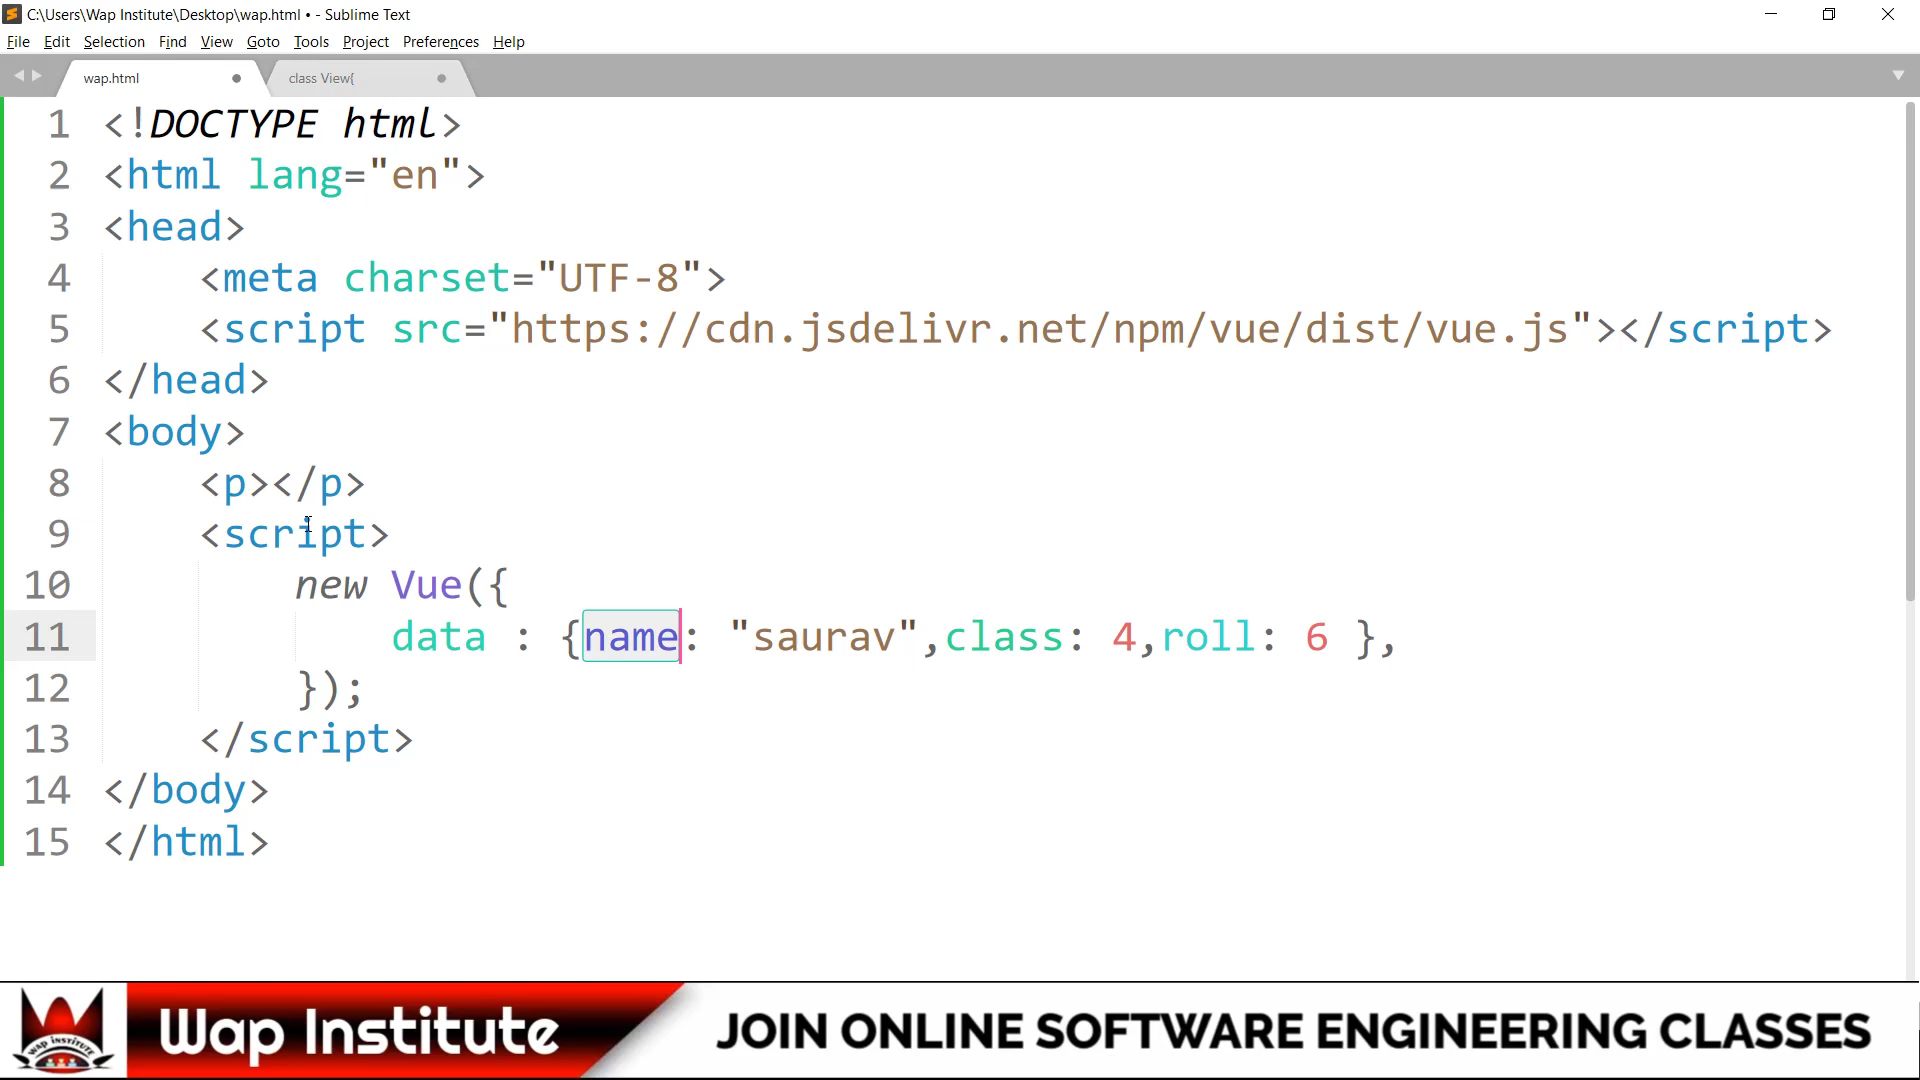 C:\Users\Wap Institute\Desktop\wap.html • - Sublime Text
File Edit Selection Find View Goto Tools Project Preferences Help
wap.html class View{
1 <!DOCTYPE html>
2 <html lang="en">
3 <head>
4 <meta charset="UTF-8">
5 <script src="https://cdn.jsdelivr.net/npm/vue/dist/vue.js"></script>
6 </head>
7 <body>
8 <p></p>
9 <script>
10 new Vue({
11 data : {name: "saurav",class: 4,roll: 6 },
12 });
13 </script>
14 </body>
15 </html>
WAP INSTITUTE
Wap Institute
JOIN ONLINE SOFTWARE ENGINEERING CLASSES